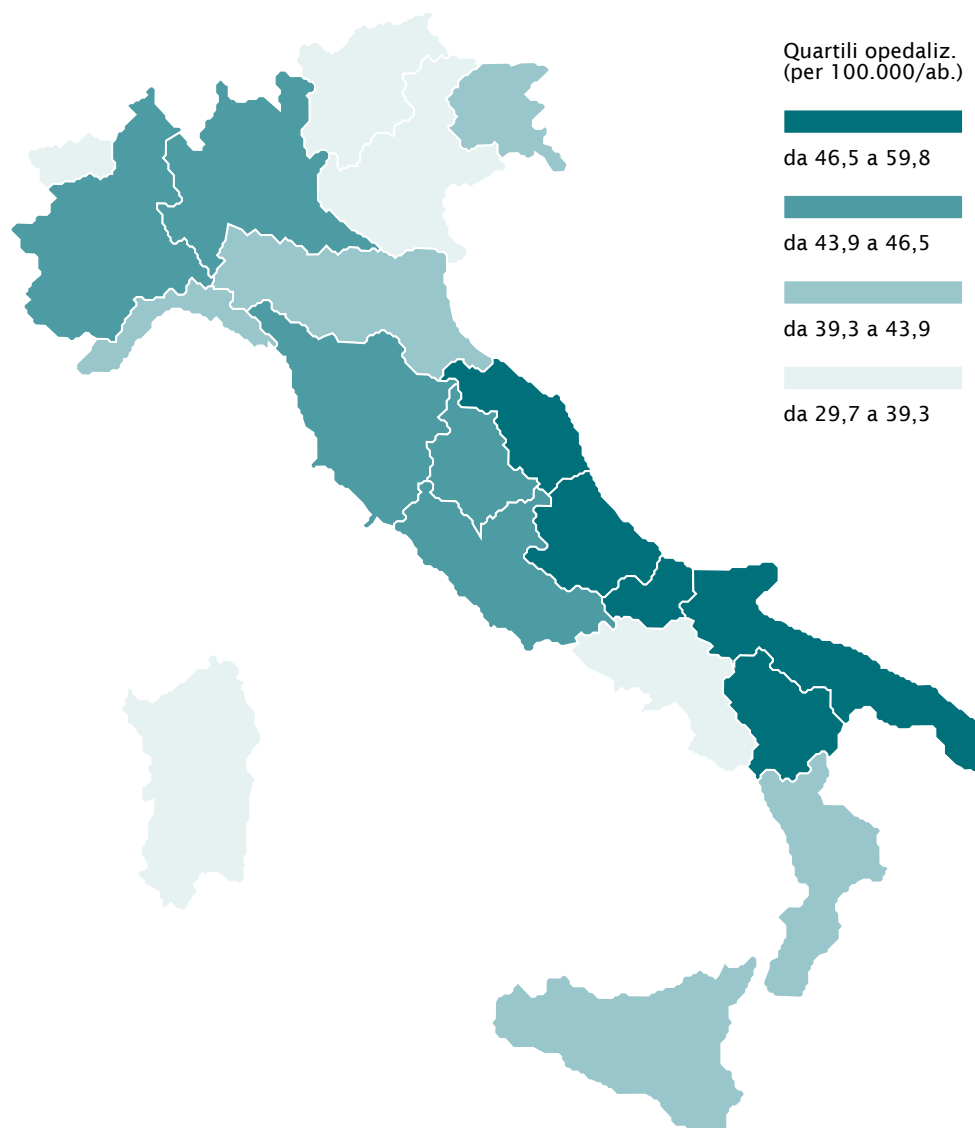 Quartili opedaliz.
(per 100.000/ab.)
da 46,5 a 59,8
da 43,9 a 46,5
da 39,3 a 43,9
da 29,7 a 39,3